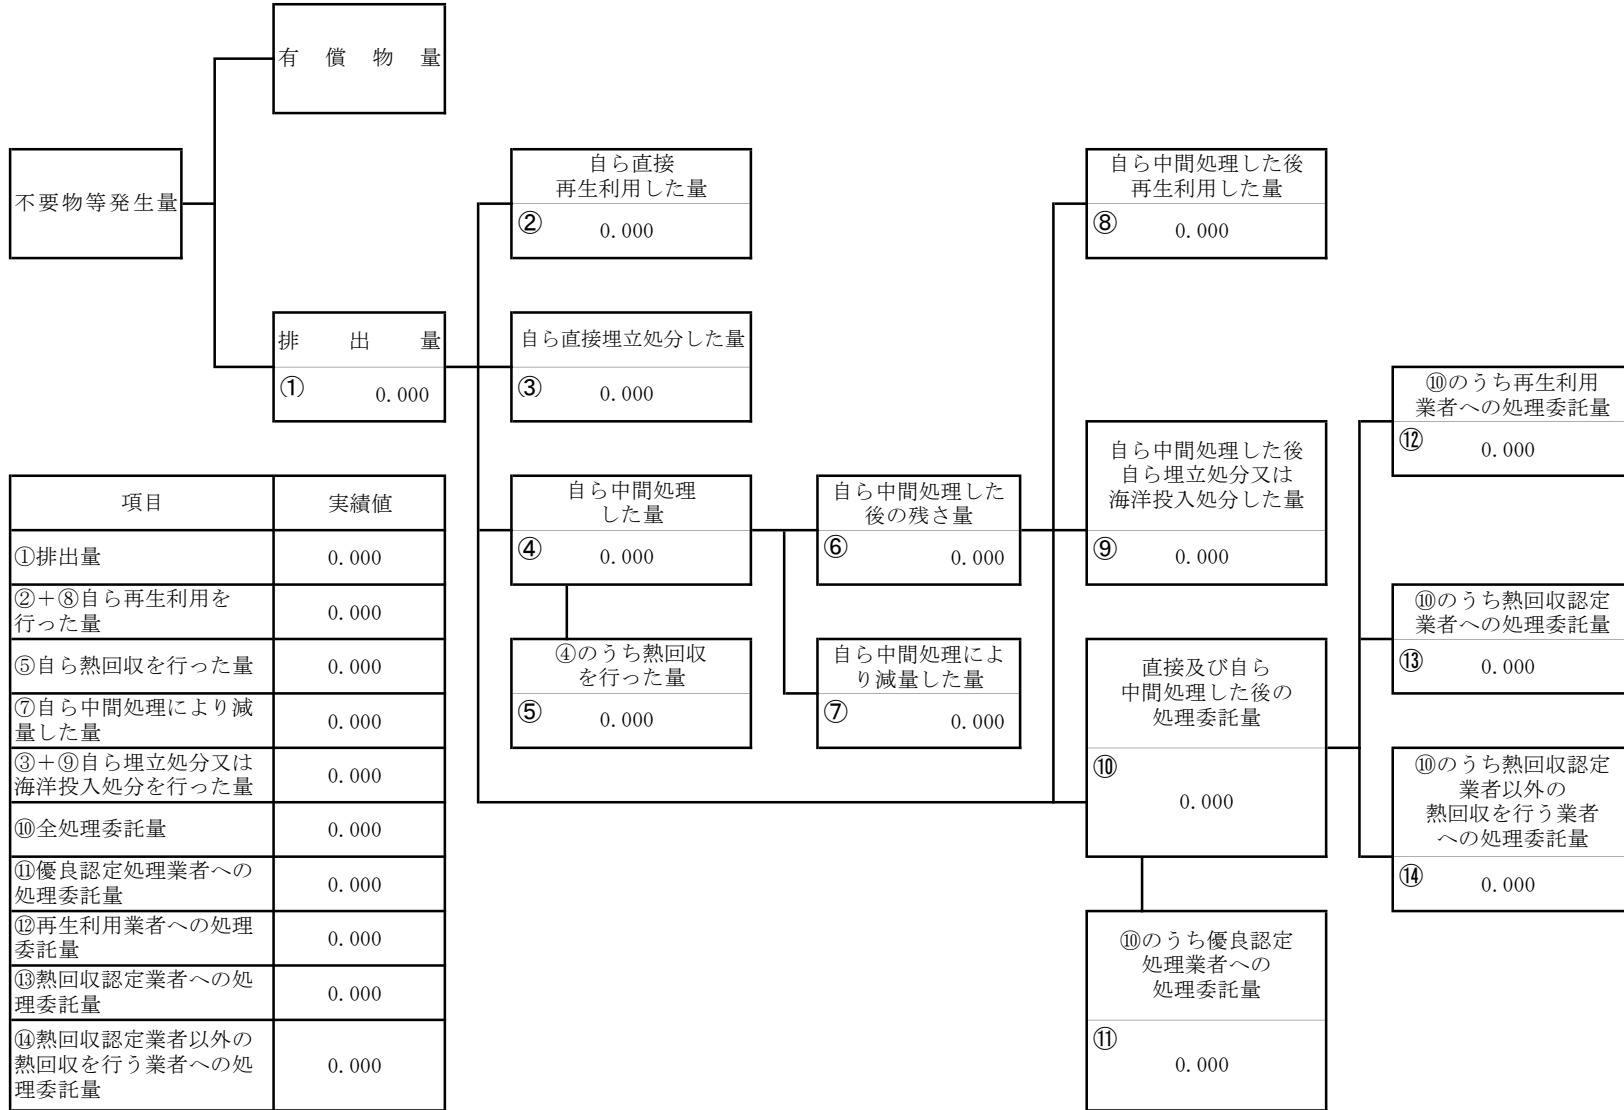 有償物量
不要物等発生量
排出量
①
0.000
自ら直接
再生利用した量
②
0.000
自ら直接埋立処分した量
③
0.000
自ら中間処理
した量
④
0.000
④のうち熱回収
を行った量
⑤
0.000
自ら中間処理した
後の残さ量
⑥
0.000
自ら中間処理によ
り減量した量
⑦
0.000
自ら中間処理した後
再生利用した量
⑧
0.000
自ら中間処理した後
自ら埋立処分又は
海洋投入処分した量
⑨
0.000
直接及び自ら
中間処理した後の
処理委託量
⑩
0.000
⑩のうち優良認定
処理業者への
処理委託量
⑪
0.000
⑩のうち再生利用
業者への処理委託量
⑫
0.000
⑩のうち熱回収認定
業者への処理委託量
⑬
0.000
⑩のうち熱回収認定
業者以外の
熱回収を行う業者
への処理委託量
⑭
0.000
項目 実績値
①排出量 0.000
②+⑧自ら再生利用を
行った量 0.000
⑤自ら熱回収を行った量 0.000
⑦自ら中間処理により減
量した量 0.000
③+⑨自ら埋立処分又は
海洋投入処分を行った量 0.000
⑩全処理委託量 0.000
⑪優良認定処理業者への
処理委託量 0.000
⑫再生利用業者への処理
委託量 0.000
⑬熱回収認定業者への処
理委託量 0.000
⑭熱回収認定業者以外の
熱回収を行う業者への処
理委託量 0.000